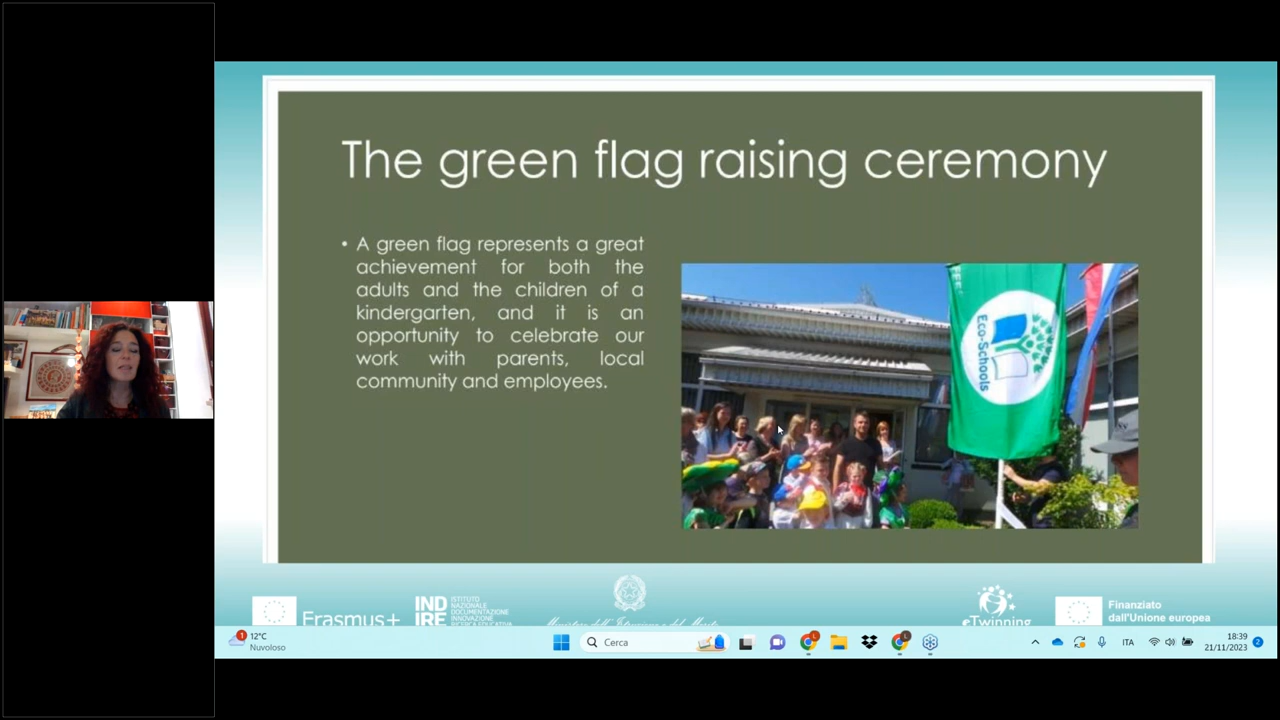 The green flag raising ceremony
• A green flag represents a great
achievement for both the
adults and the children of a
kindergarten, and it is an
opportunity to celebrate our
work with parents, local
community and employees.
Eco-Schools
Erasmus+
IND
IRE
ISTITUTO
NAZIONALE
DOCUMENTAZIONE
INNOVAZIONE
RICERCA EDUCATIVA
Ministero dell'Istruzione e del Merito
eTwinning
Finanziato
dall'Unione europea
1
12°C
Nuvoloso
Cerca
L
L
ITA
18:39
21/11/2023
2